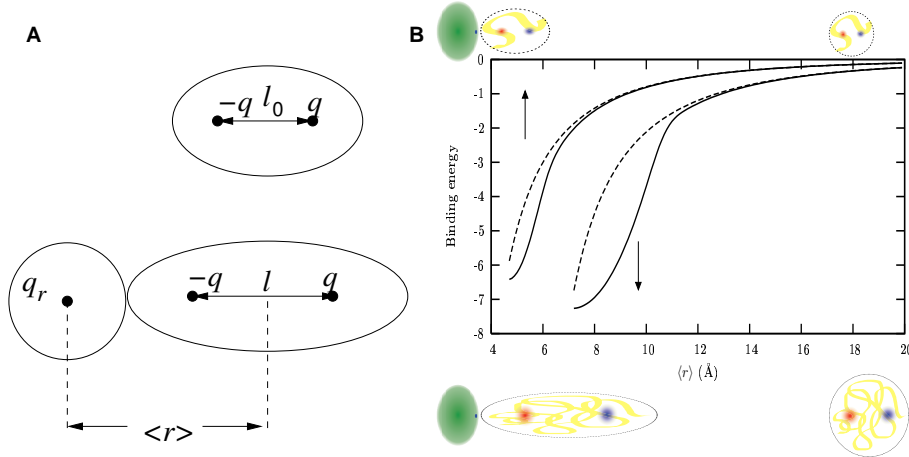 A
−q l₀ q
q_r
−q l q
<r>
B
0
-1
-2
-3
-4
-5
-6
-7
-8
Binding energy
4 6 8 10 12 14 16 18 20
⟨r⟩ (Å)